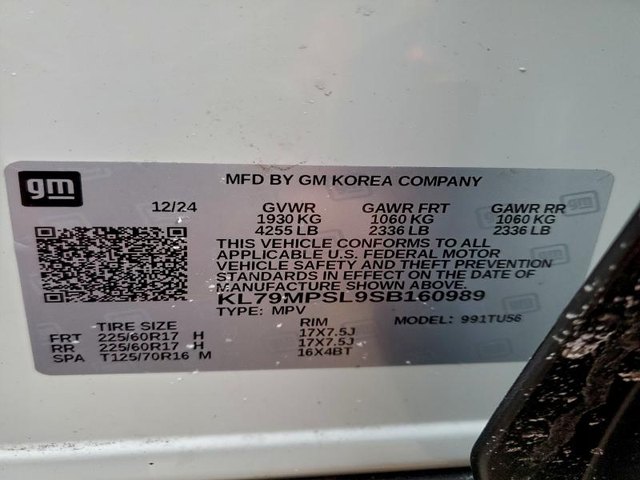 gm
MFD BY GM KOREA COMPANY
12/24 GVWR GAWR FRT GAWR RR
1930 KG 1060 KG 1060 KG
4255 LB 2336 LB 2336 LB
THIS VEHICLE CONFORMS TO ALL
APPLICABLE U.S. FEDERAL MOTOR
VEHICLE SAFETY AND THEFT PREVENTION
STANDARDS IN EFFECT ON THE DATE OF
MANUFACTURE SHOWN ABOVE.
KL79MPSL9SB160989
TYPE: MPV MODEL: 991TU56
TIRE SIZE RIM
FRT 225/60R17 H 17X7.5J
RR 225/60R17 H 17X7.5J
SPA T125/70R16 M 16X4BT